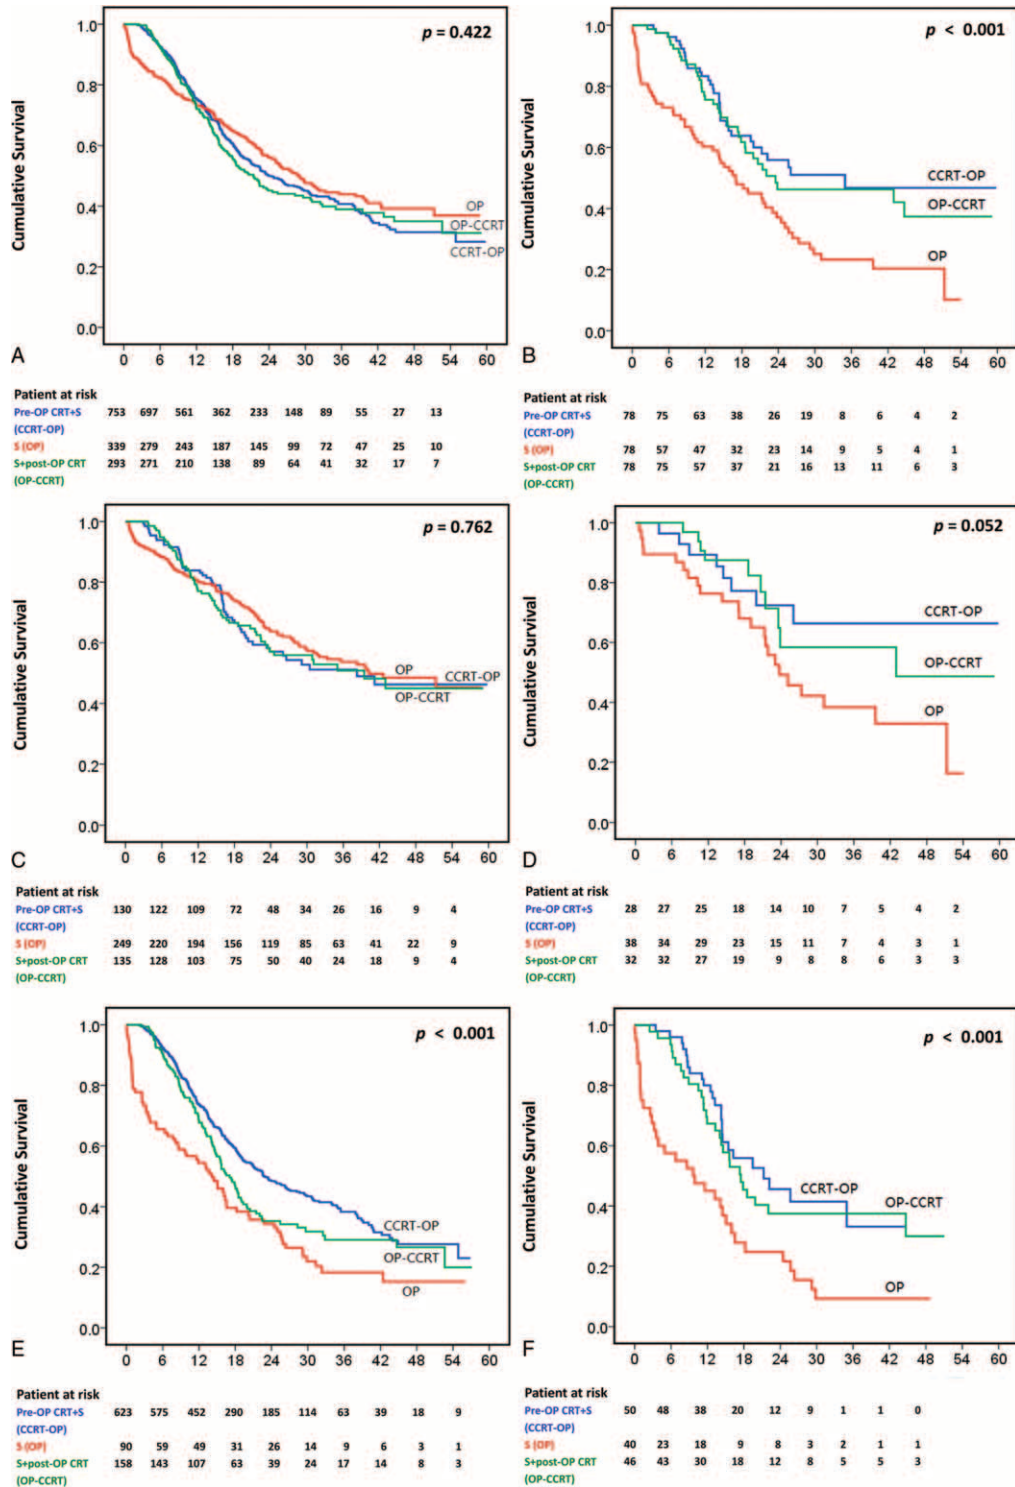 p = 0.422
1.0
0.8
0.6
0.4
0.2
0.0
Cumulative Survival
OP
OP-CCRT
CCRT-OP
0 6 12 18 24 30 36 42 48 54 60
A
Patient at risk
Pre-OP CRT+S 753 697 561 362 233 148 89 55 27 13
(CCRT-OP)
S (OP) 339 279 243 187 145 99 72 47 25 10
S+post-OP CRT 293 271 210 138 89 64 41 32 17 7
(OP-CCRT)
p < 0.001
1.0
0.8
0.6
0.4
0.2
0.0
Cumulative Survival
CCRT-OP
OP-CCRT
OP
0 6 12 18 24 30 36 42 48 54 60
B
Patient at risk
Pre-OP CRT+S 78 75 63 38 26 19 8 6 4 2
(CCRT-OP)
S (OP) 78 57 47 32 23 14 9 5 4 1
S+post-OP CRT 78 75 57 37 21 16 13 11 6 3
(OP-CCRT)
p = 0.762
1.0
0.8
0.6
0.4
0.2
0.0
Cumulative Survival
OP
CCRT-OP
OP-CCRT
0 6 12 18 24 30 36 42 48 54 60
C
Patient at risk
Pre-OP CRT+S 130 122 109 72 48 34 26 16 9 4
(CCRT-OP)
S (OP) 249 220 194 156 119 85 63 41 22 9
S+post-OP CRT 135 128 103 75 50 40 24 18 9 4
(OP-CCRT)
p = 0.052
1.0
0.8
0.6
0.4
0.2
0.0
Cumulative Survival
CCRT-OP
OP-CCRT
OP
0 6 12 18 24 30 36 42 48 54 60
D
Patient at risk
Pre-OP CRT+S 28 27 25 18 14 10 7 5 4 2
(CCRT-OP)
S (OP) 38 34 29 23 15 11 7 4 3 1
S+post-OP CRT 32 32 27 19 9 8 8 6 3 3
(OP-CCRT)
p < 0.001
1.0
0.8
0.6
0.4
0.2
0.0
Cumulative Survival
CCRT-OP
OP-CCRT
OP
0 6 12 18 24 30 36 42 48 54 60
E
Patient at risk
Pre-OP CRT+S 623 575 452 290 185 114 63 39 18 9
(CCRT-OP)
S (OP) 90 59 49 31 26 14 9 6 3 1
S+post-OP CRT 158 143 107 63 39 24 17 14 8 3
(OP-CCRT)
p < 0.001
1.0
0.8
0.6
0.4
0.2
0.0
Cumulative Survival
CCRT-OP
OP-CCRT
OP
0 6 12 18 24 30 36 42 48 54 60
F
Patient at risk
Pre-OP CRT+S 50 48 38 20 12 9 1 1 0
(CCRT-OP)
S (OP) 40 23 18 9 8 3 2 1 1
S+post-OP CRT 46 43 30 18 12 8 5 5 3
(OP-CCRT)